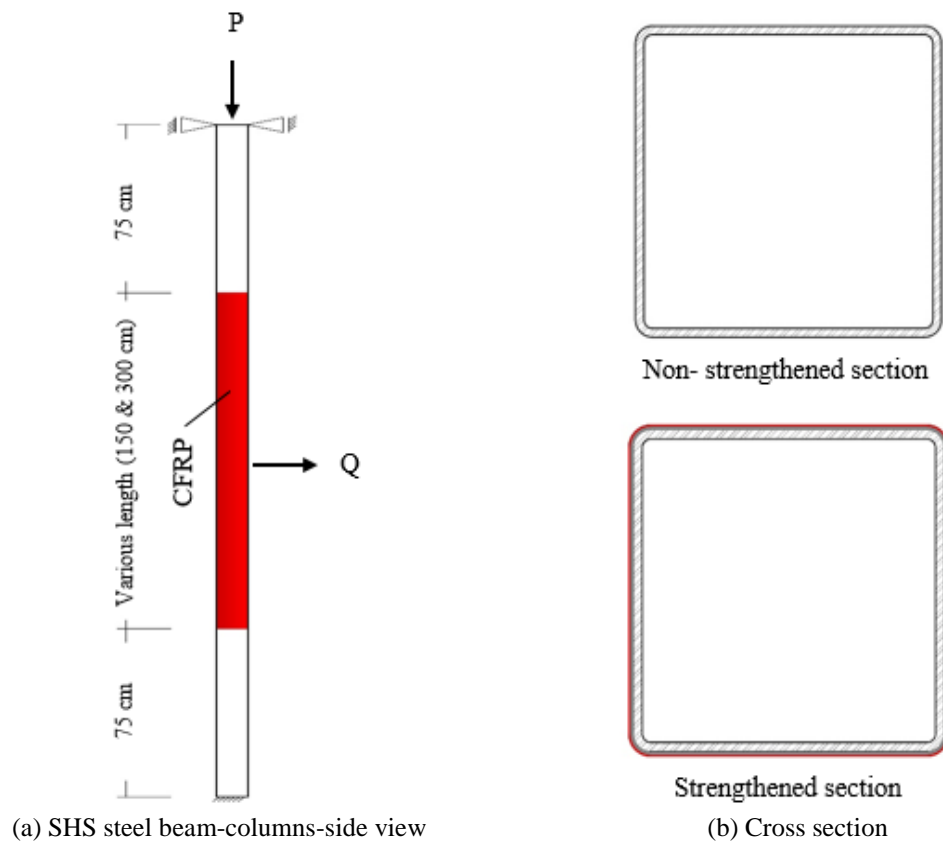 P
75 cm
Various length (150 & 300 cm)
CFRP
Q
75 cm
(a) SHS steel beam-columns-side view
Non- strengthened section
Strengthened section
(b) Cross section